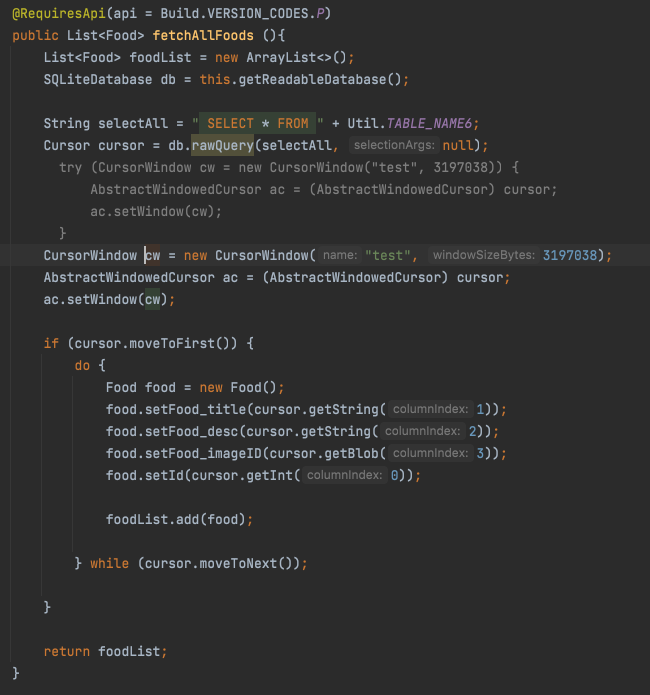 @RequiresApi(api = Build.VERSION_CODES.P)
public List<Food> fetchAllFoods (){
    List<Food> foodList = new ArrayList<>();
    SQLiteDatabase db = this.getReadableDatabase();

    String selectAll = " SELECT * FROM " + Util.TABLE_NAME6;
    Cursor cursor = db.rawQuery(selectAll, selectionArgs: null);
      try (CursorWindow cw = new CursorWindow("test", 3197038)) {
          AbstractWindowedCursor ac = (AbstractWindowedCursor) cursor;
          ac.setWindow(cw);
      }
    CursorWindow cw = new CursorWindow( name: "test", windowSizeBytes: 3197038);
    AbstractWindowedCursor ac = (AbstractWindowedCursor) cursor;
    ac.setWindow(cw);

    if (cursor.moveToFirst()) {
        do {
            Food food = new Food();
            food.setFood_title(cursor.getString( columnIndex: 1));
            food.setFood_desc(cursor.getString( columnIndex: 2));
            food.setFood_imageID(cursor.getBlob( columnIndex: 3));
            food.setId(cursor.getInt( columnIndex: 0));

            foodList.add(food);

        } while (cursor.moveToNext());

    }

    return foodList;
}